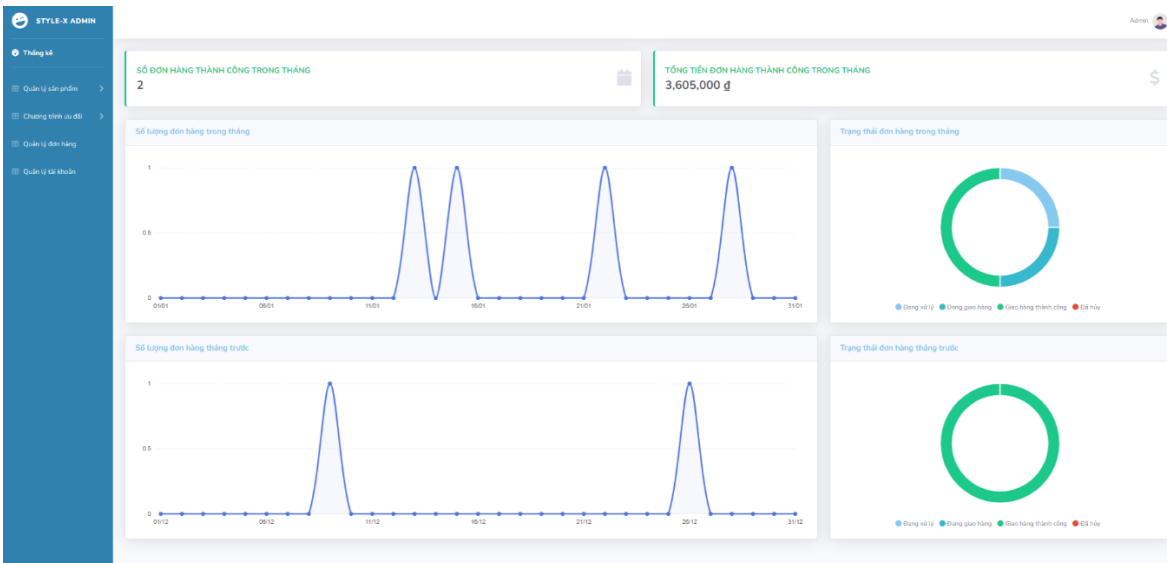 STYLE-X ADMIN
Admin
Thống kê
Quản lý sản phẩm
Chương trình ưu đãi
Quản lý đơn hàng
Quản lý tài khoản
SỐ ĐƠN HÀNG THÀNH CÔNG TRONG THÁNG
2
TỔNG TIỀN ĐƠN HÀNG THÀNH CÔNG TRONG THÁNG
3,605,000 ₫
$
Số lượng đơn hàng trong tháng
1
0.5
0
01/01 06/01 11/01 16/01 21/01 26/01 31/01
Trạng thái đơn hàng trong tháng
Đang xử lý Đang giao hàng Giao hàng thành công Đã hủy
Số lượng đơn hàng tháng trước
1
0.5
0
01/12 06/12 11/12 16/12 21/12 26/12 31/12
Trạng thái đơn hàng tháng trước
Đang xử lý Đang giao hàng Giao hàng thành công Đã hủy